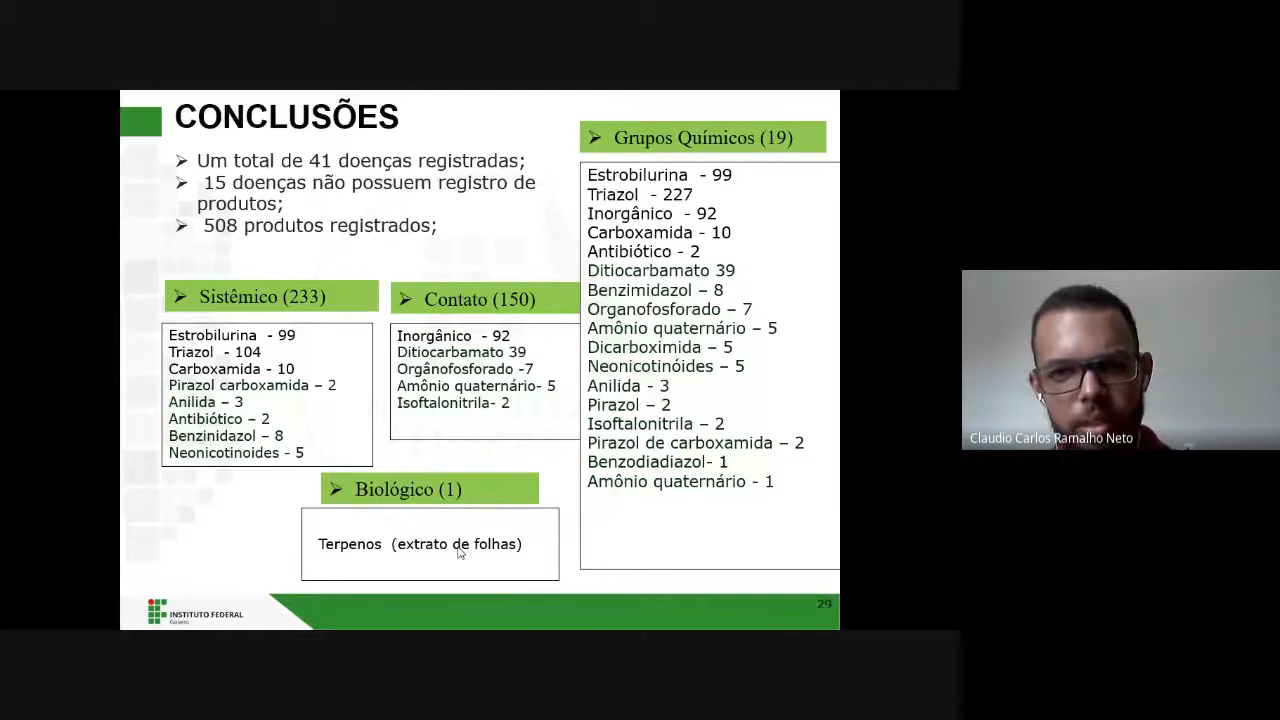 CONCLUSÕES
➢ Um total de 41 doenças registradas;
➢ 15 doenças não possuem registro de
produtos;
➢ 508 produtos registrados;
➢ Sistêmico (233)
Estrobilurina - 99
Triazol - 104
Carboxamida - 10
Pirazol carboxamida – 2
Anilida – 3
Antibiótico – 2
Benzinidazol – 8
Neonicotinoides - 5
➢ Contato (150)
Inorgânico - 92
Ditiocarbamato 39
Orgânofosforado -7
Amônio quaternário- 5
Isoftalonitrila- 2
➢ Biológico (1)
Terpenos (extrato de folhas)
➢ Grupos Químicos (19)
Estrobilurina - 99
Triazol - 227
Inorgânico - 92
Carboxamida - 10
Antibiótico - 2
Ditiocarbamato 39
Benzimidazol – 8
Organofosforado – 7
Amônio quaternário – 5
Dicarboximida – 5
Neonicotinóides – 5
Anilida - 3
Pirazol – 2
Isoftalonitrila – 2
Pirazol de carboxamida – 2
Benzodiadiazol- 1
Amônio quaternário - 1
INSTITUTO FEDERAL
Goiano
29
Claudio Carlos Ramalho Neto